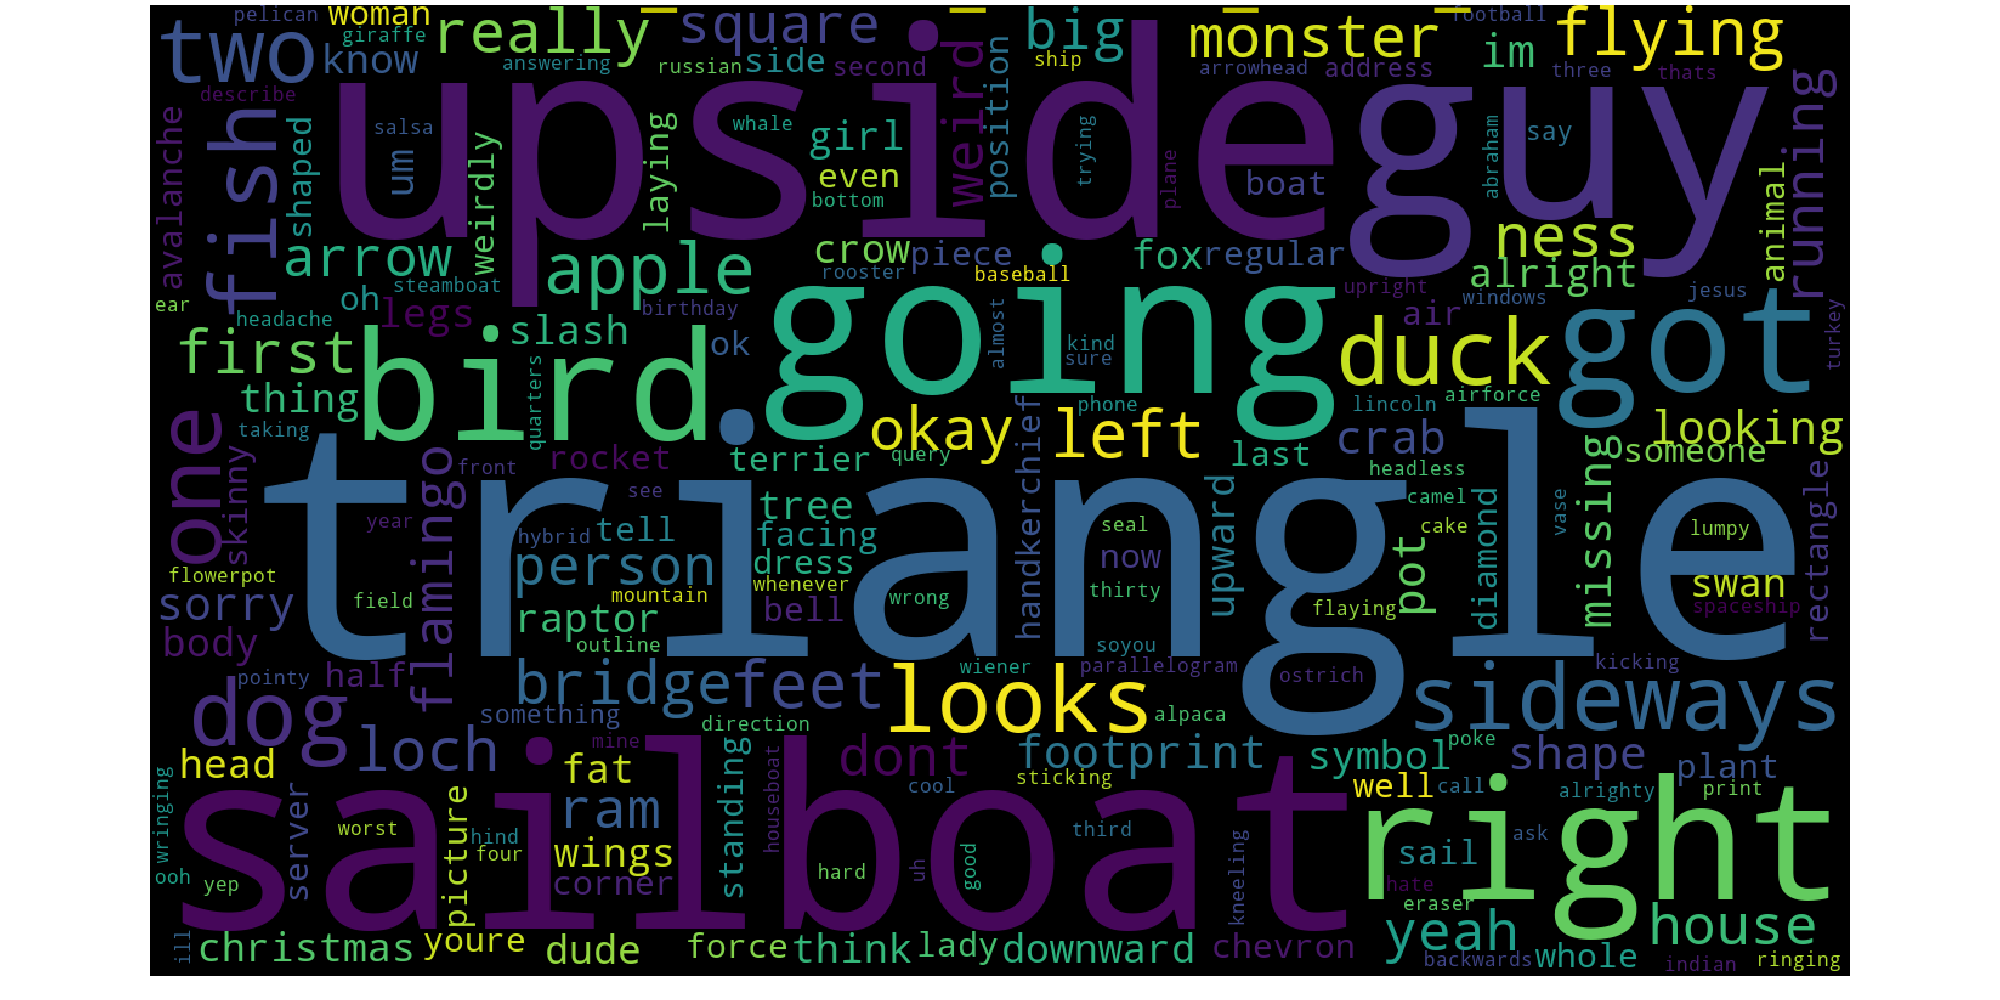 pelican
woman
giraffe
two
know
really
answering
square
russian
side
second
weird
position
big
ship
monster
arrowhead
address
football
im
three
flying
thats
describe
avalanche
fish
shaped
salsa
um
weirdly
laying
upside
whale
girl
even
bottom
trying
plane
boat
guy
abraham
say
animal
running
arrow
steamboat
apple
crow
rooster
piece
baseball
fox
regular
ness
alright
ear
oh
headache
legs
slash
birthday
ok
going
almost
kind
sure
upright
air
windows
jesus
turkey
first
thing
bird
quarters
duck
got
one
taking
skinny
flamingo
front
rocket
terrier
okay
query
phone
left
handkerchief
last
lincoln
crab
airforce
headless
camel
cake
looking
someone
missing
rectangle
triangle
year
see
hybrid
tell
tree
facing
dress
seal
now
upward
pot
diamond
vase
lumpy
swan
flowerpot
field
person
mountain
whenever
wrong
thirty
flaying
spaceship
sorry
raptor
bell
outline
soyou
body
half
pointy
bridge
feet
wiener
parallelogram
ostrich
kicking
dog
loch
something
direction
looks
alpaca
sideways
head
mine
fat
dont
footprint
symbol
poke
shape
plant
wringing
server
picture
ram
standing
houseboat
cool
sticking
well
call
alrighty
print
sailboat
worst
hind
four
wings
third
right
sail
ask
ooh
yep
corner
hard
uh
good
kneeling
hate
eraser
ill
christmas
youre
dude
force
think
lady
downward
chevron
yeah
backwards
whole
house
indian
ringing